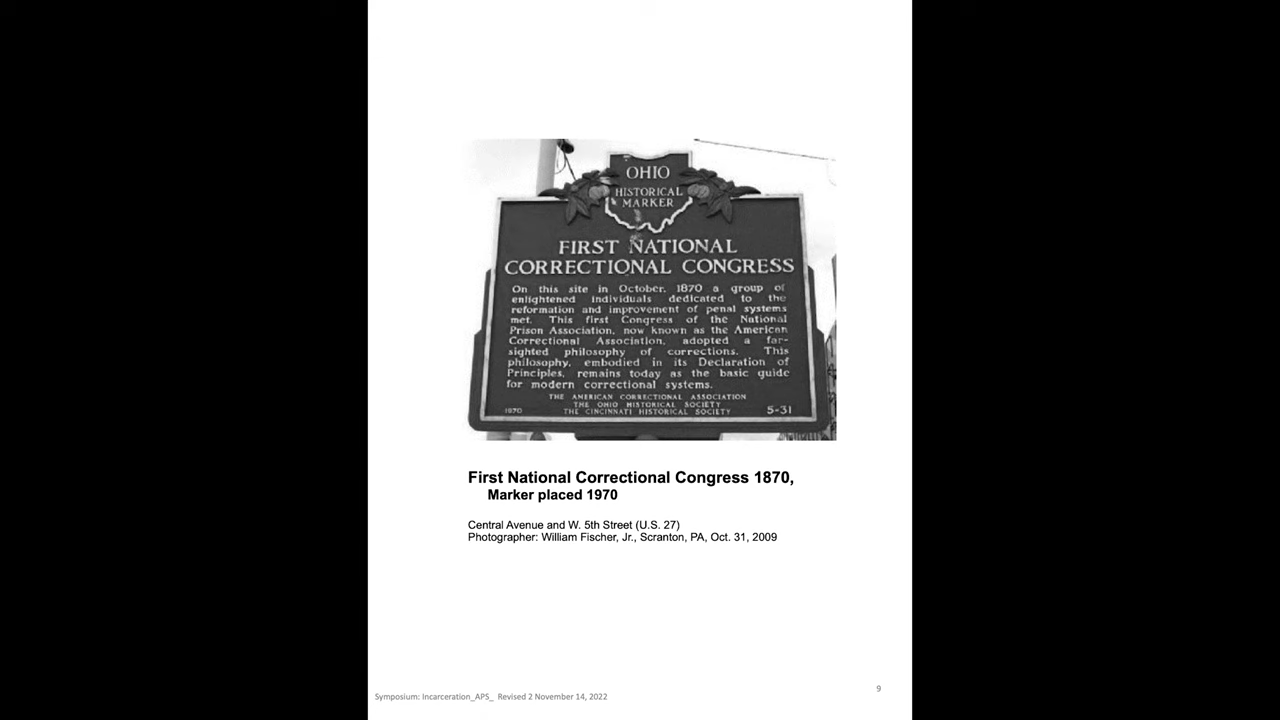 OHIO
HISTORICAL
MARKER
FIRST NATIONAL
CORRECTIONAL CONGRESS
On this site in October, 1870 a group of
enlightened individuals dedicated to the
reformation and improvement of penal systems
met. This first Congress of the National
Prison Association, now known as the American
Correctional Association, adopted a far-
sighted philosophy of corrections. This
philosophy, embodied in its Declaration of
Principles, remains today as the basic guide
for modern correctional systems.
THE AMERICAN CORRECTIONAL ASSOCIATION
THE OHIO HISTORICAL SOCIETY
1970 THE CINCINNATI HISTORICAL SOCIETY 5-31
First National Correctional Congress 1870,
Marker placed 1970
Central Avenue and W. 5th Street (U.S. 27)
Photographer: William Fischer, Jr., Scranton, PA, Oct. 31, 2009
Symposium: Incarceration_APS_ Revised 2 November 14, 2022
9